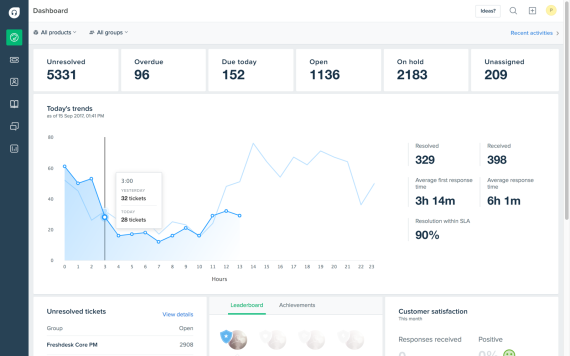 Dashboard
Ideas?
P
All products
All groups
Recent activities
Unresolved
5331
Overdue
96
Due today
152
Open
1136
On hold
2183
Unassigned
209
Today's trends
as of 15 Sep 2017, 01:41 PM
80
60
40
20
0
3:00
YESTERDAY
32 tickets
TODAY
28 tickets
0 1 2 3 4 5 6 7 8 9 10 11 12 13 14 15 16 17 18 19 20 21 22 23
Hours
Resolved
329
Received
398
Average first response time
3h 14m
Average response time
6h 1m
Resolution within SLA
90%
Unresolved tickets
View details
Group
Open
Freshdesk Core PM
2908
Leaderboard
Achievements
Customer satisfaction
This month
Responses received
Positive